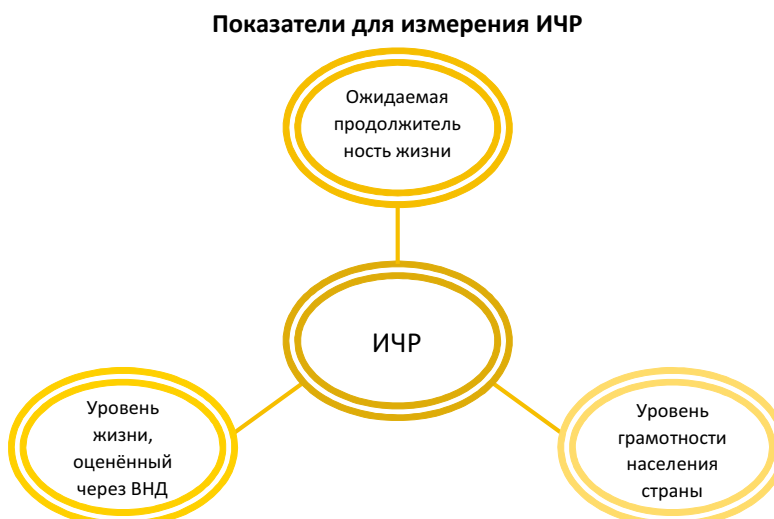 Показатели для измерения ИЧР
Ожидаемая
продолжитель
ность жизни
ИЧР
Уровень
жизни,
оценённый
через ВНД
Уровень
грамотности
населения
страны